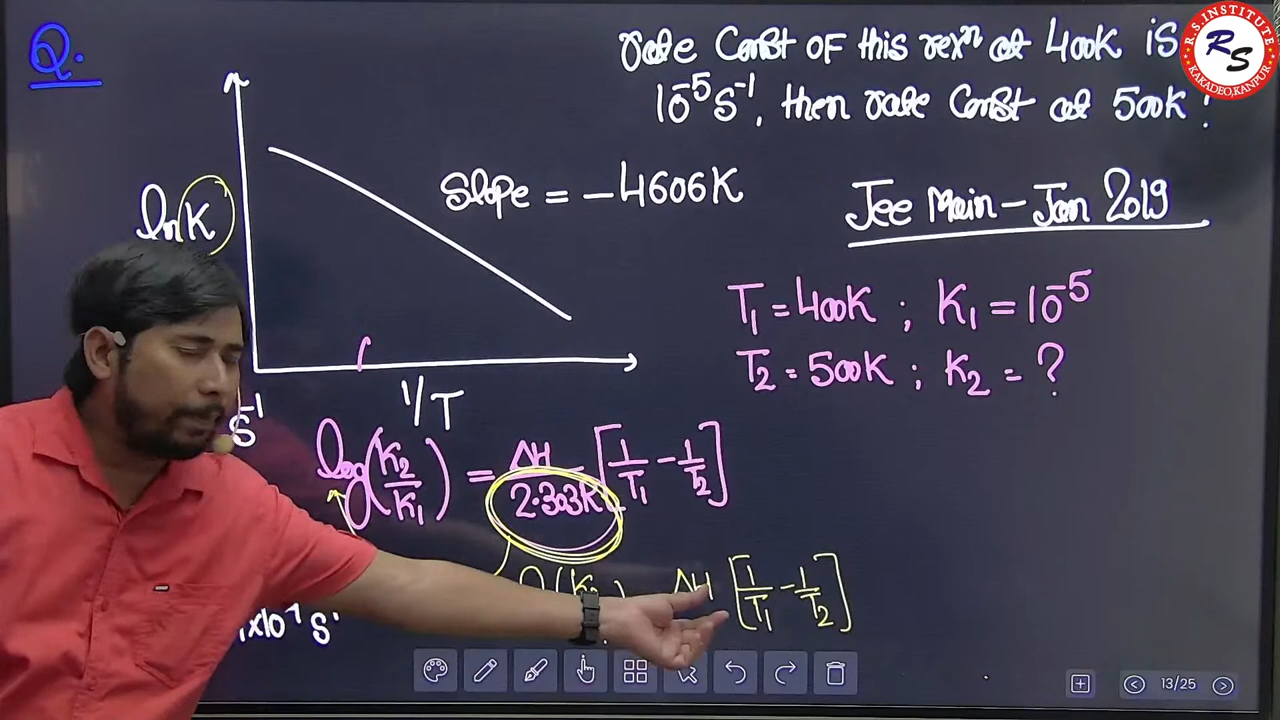 Q.
Rate Const OF this rexⁿ at 400K is
10⁻⁵ S⁻¹, then rate Const at 500K ?
R.S.INSTITUTE
RS
KAKADEO,KANPUR
Slope = -4606K
Jee Main - Jan 2019
ln K
T₁ = 400K ; K₁ = 10⁻⁵
T₂ = 500K ; K₂ = ?
1/T
S⁻¹
log(K₂/K₁) = ΔH/2.303R [1/T₁ - 1/T₂]
ΔH [1/T₁ - 1/T₂]
13/25